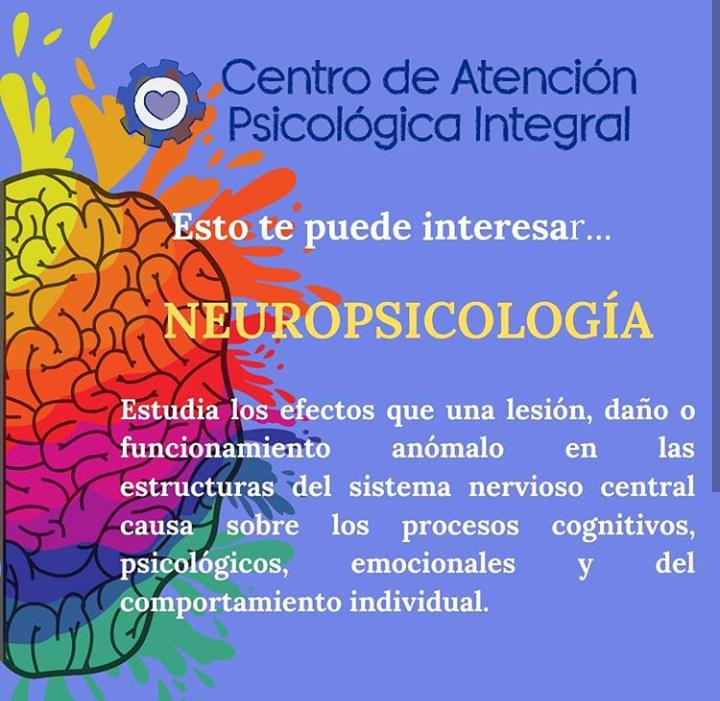 Centro de Atención
Psicológica Integral
Esto te puede interesar...
NEUROPSICOLOGÍA
Estudia los efectos que una lesión, daño o
funcionamiento anómalo en las
estructuras del sistema nervioso central
causa sobre los procesos cognitivos,
psicológicos, emocionales y del
comportamiento individual.